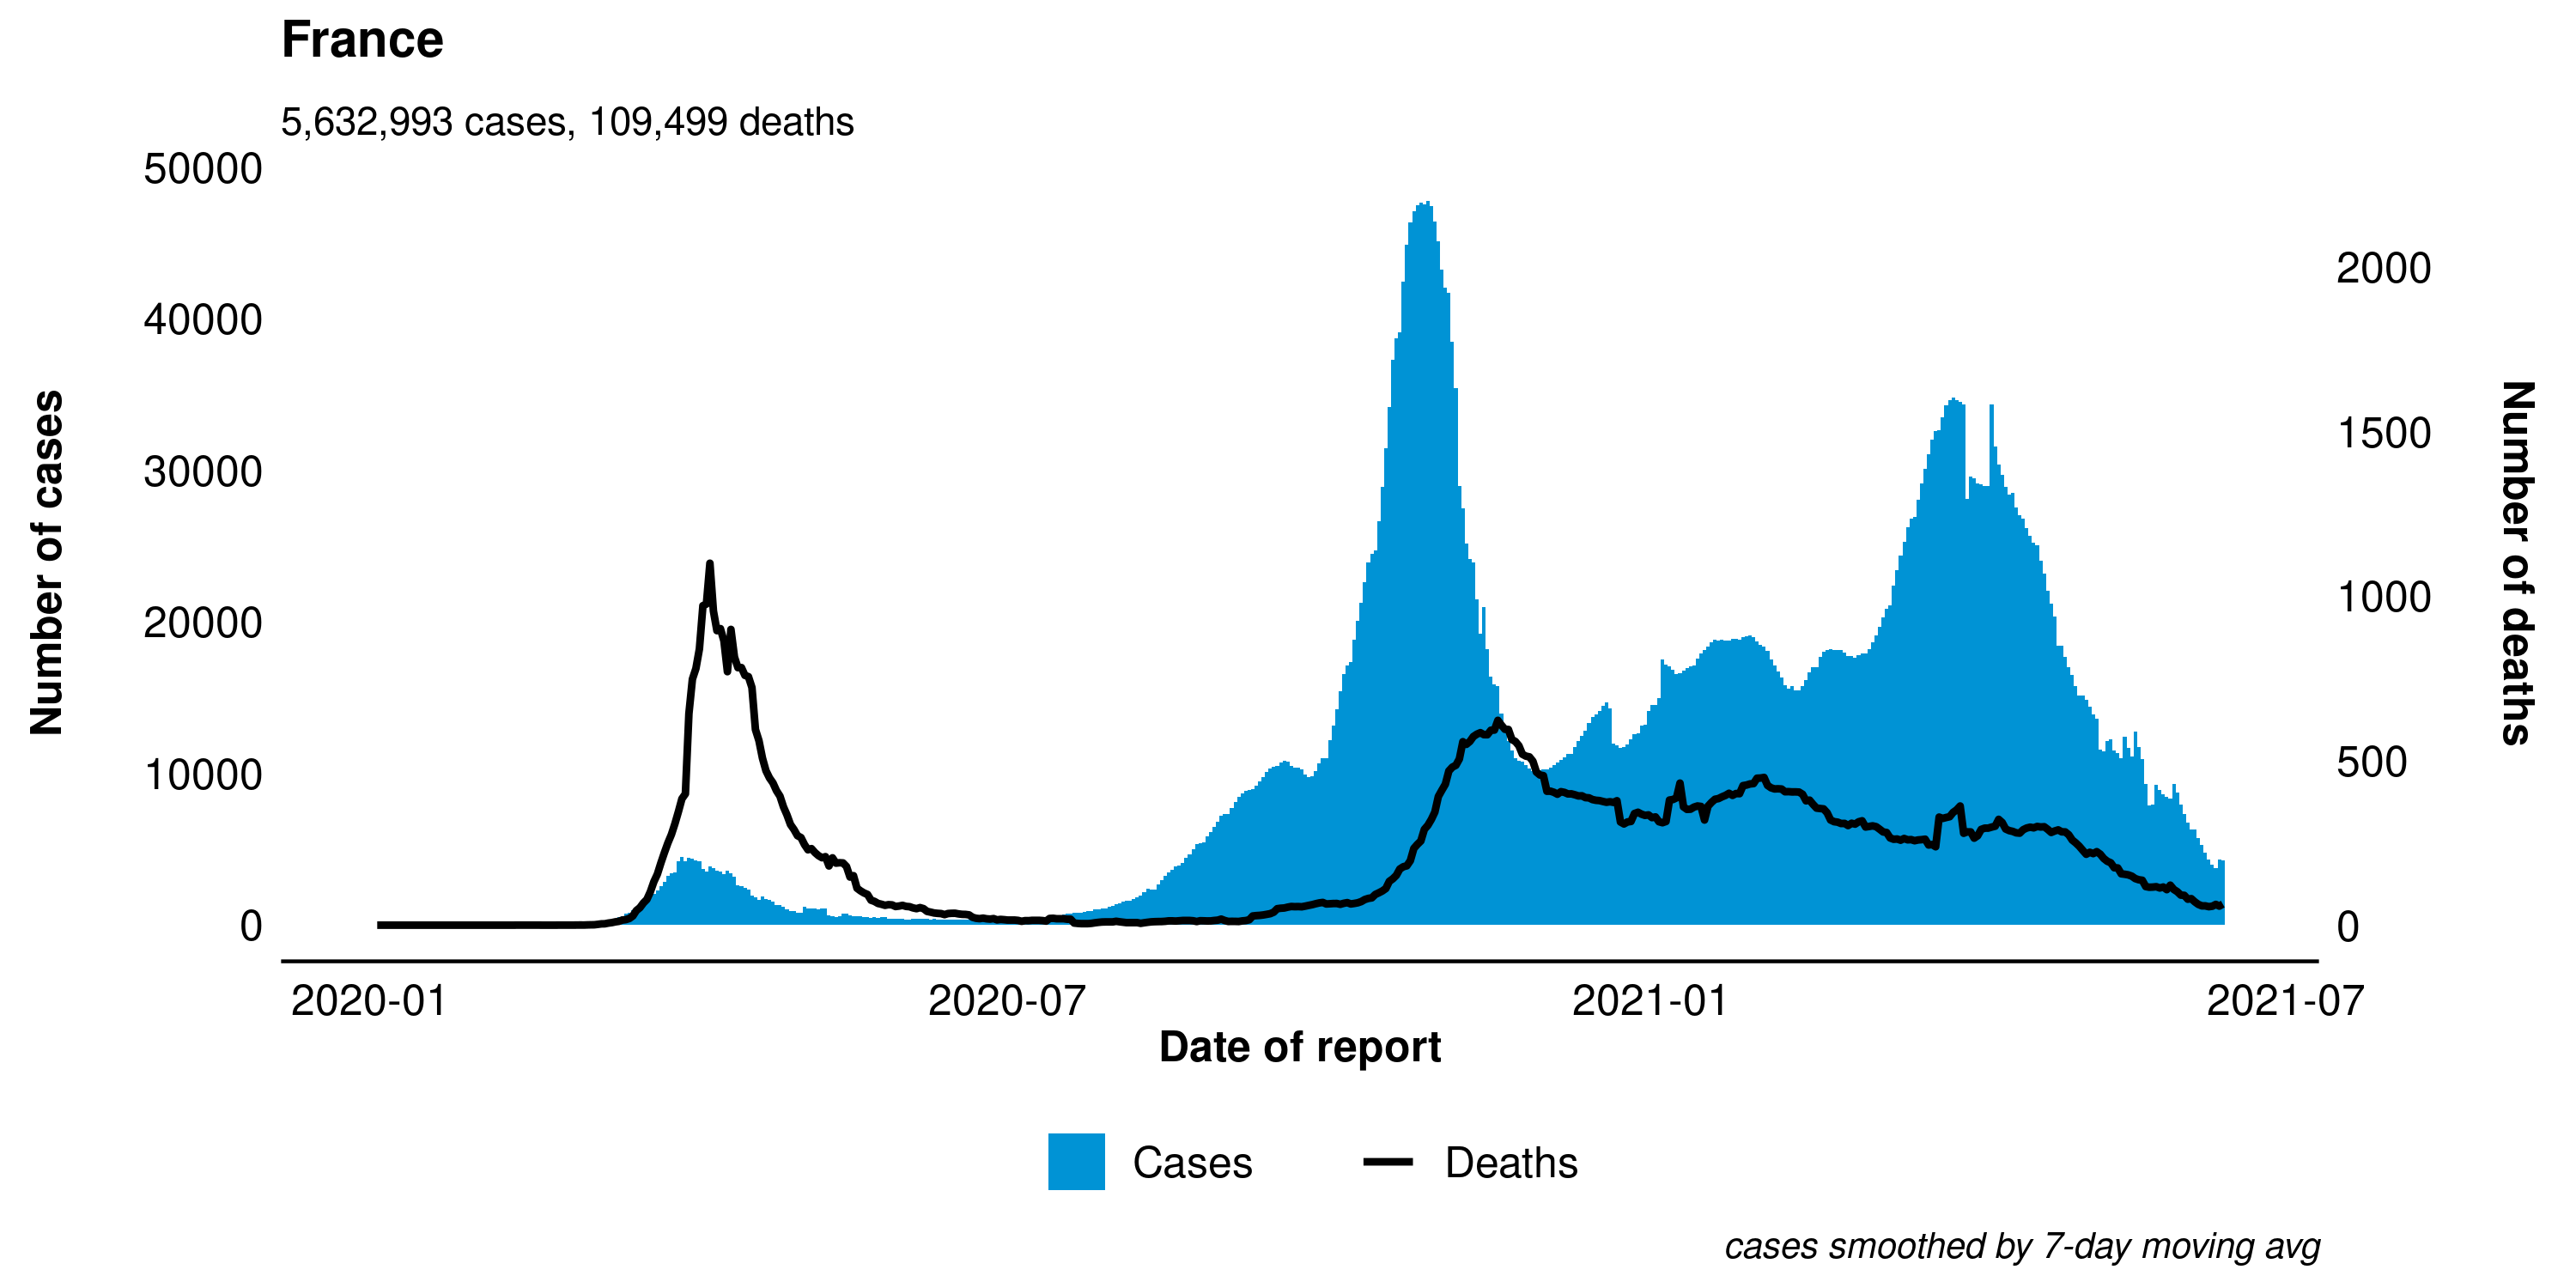 France
5,632,993 cases, 109,499 deaths
50000
40000
30000
20000
10000
0
Number of cases
2000
1500
1000
500
0
Number of deaths
2020-01 2020-07 2021-01 2021-07
Date of report
Cases Deaths
cases smoothed by 7-day moving avg